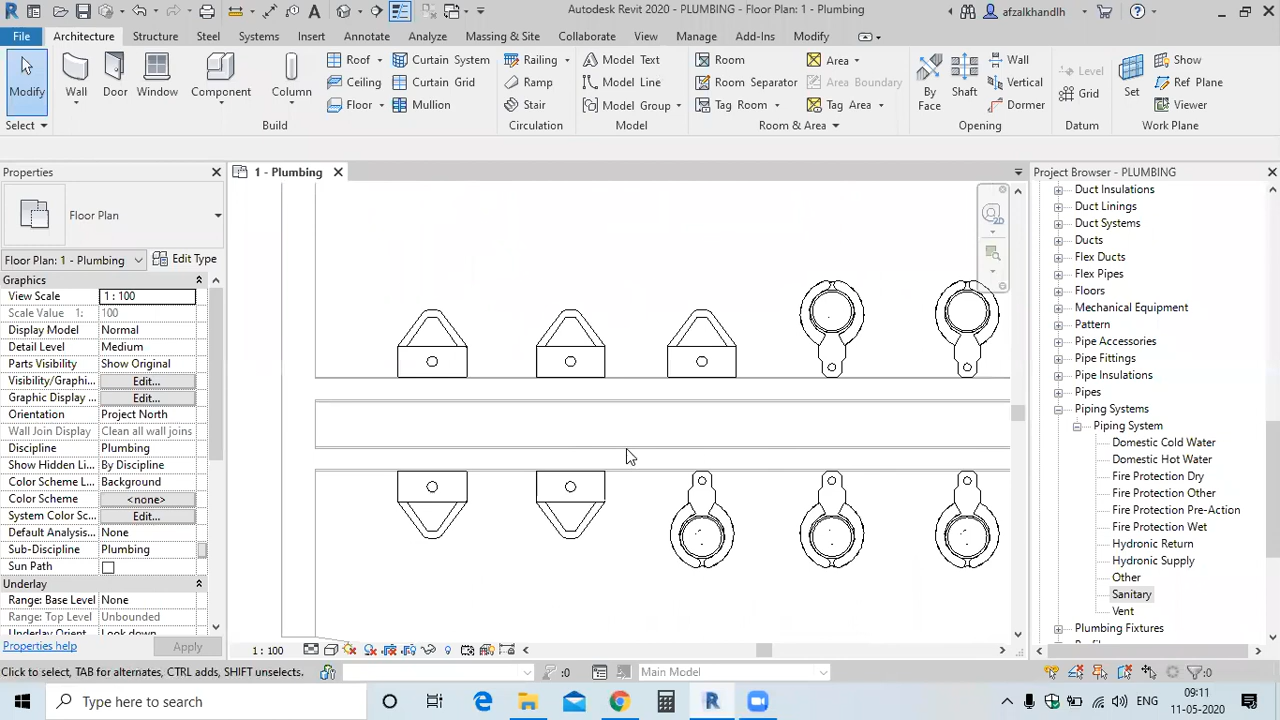 Autodesk Revit 2020 - PLUMBING - Floor Plan: 1 - Plumbing
afzalkhandlh
File Architecture Structure Steel Systems Insert Annotate Analyze Massing & Site Collaborate View Manage Add-Ins Modify
Modify
Wall
Door
Window
Component
Column
Roof
Ceiling
Floor
Curtain System
Curtain Grid
Mullion
Railing
Ramp
Stair
Model Text
Model Line
Model Group
Room
Room Separator
Tag Room
Area
Area Boundary
Tag Area
By
Face
Shaft
Wall
Vertical
Dormer
Level
Grid
Set
Show
Ref Plane
Viewer
Select Build Circulation Model Room & Area Opening Datum Work Plane
Properties
1 - Plumbing
Project Browser - PLUMBING
Floor Plan
Floor Plan: 1 - Plumbing Edit Type
Graphics
View Scale 1 : 100
Scale Value 1: 100
Display Model Normal
Detail Level Medium
Parts Visibility Show Original
Visibility/Graphi... Edit...
Graphic Display ... Edit...
Orientation Project North
Wall Join Display Clean all wall joins
Discipline Plumbing
Show Hidden Li... By Discipline
Color Scheme L... Background
Color Scheme <none>
System Color Sc... Edit...
Default Analysis... None
Sub-Discipline Plumbing
Sun Path
Underlay
Range: Base Level None
Range: Top Level Unbounded
Underlay Orient... Look down
Properties help Apply
2D
Duct Insulations
Duct Linings
Duct Systems
Ducts
Flex Ducts
Flex Pipes
Floors
Mechanical Equipment
Pattern
Pipe Accessories
Pipe Fittings
Pipe Insulations
Pipes
Piping Systems
Piping System
Domestic Cold Water
Domestic Hot Water
Fire Protection Dry
Fire Protection Other
Fire Protection Pre-Action
Fire Protection Wet
Hydronic Return
Hydronic Supply
Other
Sanitary
Vent
Plumbing Fixtures
1 : 100
Click to select, TAB for alternates, CTRL adds, SHIFT unselects.
:0
Main Model
:0
Type here to search
ENG
09:11
11-05-2020